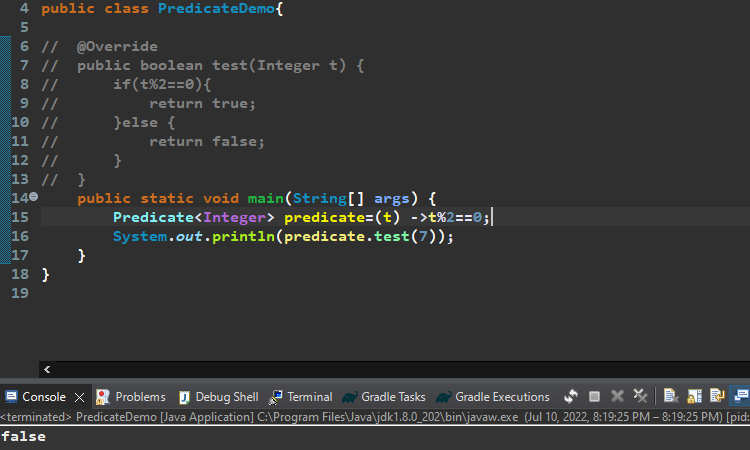 4 public class PredicateDemo{
5
6 //  @Override
7 //  public boolean test(Integer t) {
8 //      if(t%2==0){
9 //          return true;
10 //      }else {
11 //          return false;
12 //      }
13 //  }
14 public static void main(String[] args) {
15 Predicate<Integer> predicate=(t) ->t%2==0;
16 System.out.println(predicate.test(7));
17 }
18 }
19
Console Problems Debug Shell Terminal Gradle Tasks Gradle Executions
<terminated> PredicateDemo [Java Application] C:\Program Files\Java\jdk1.8.0_202\bin\javaw.exe (Jul 10, 2022, 8:19:25 PM – 8:19:25 PM) [pid:
false